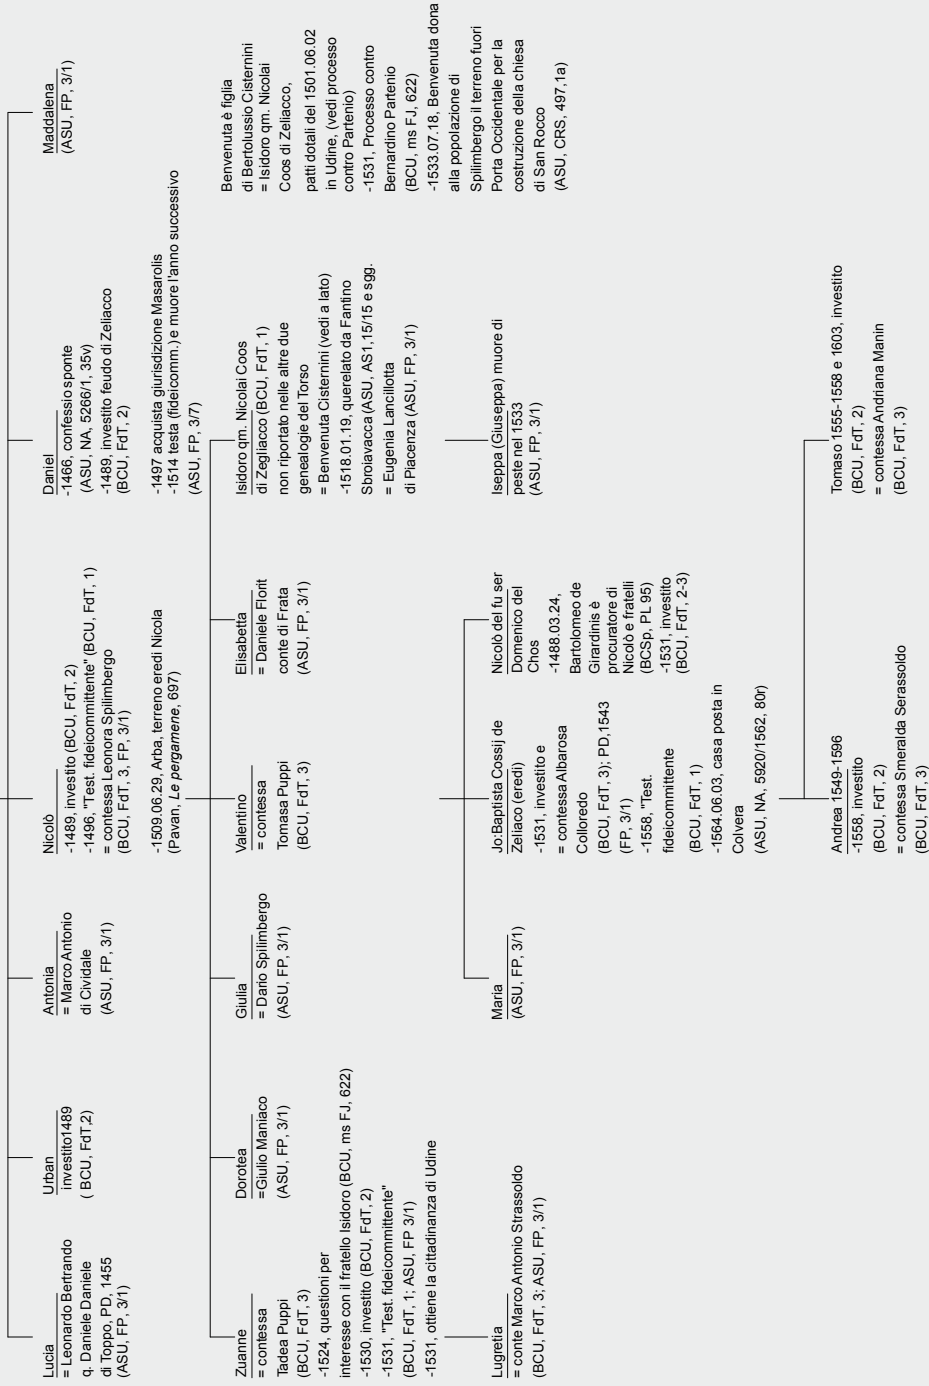 Lucia
= Leonardo Bertrando
q. Daniele Daniele
di Toppo, PD, 1455
(ASU, FP, 3/1)
Urban
investito1489
( BCU, FdT,2)
Antonia
= Marco Antonio
di Cividale
(ASU, FP, 3/1)
Nicolò
-1489, investito (BCU, FdT, 2)
-1496, "Test. fideicommittente" (BCU, FdT, 1)
= contessa Leonora Spilimbergo
(BCU, FdT, 3, FP, 3/1)
-1509.06.29, Arba, terreno eredi Nicola
(Pavan, Le pergamene, 697)
Daniel
-1466, confessio sponte
(ASU, NA, 5266/1, 35v)
-1489, investito feudo di Zeliacco
(BCU, FdT, 2)
-1497 acquista giurisdizione Masarolis
-1514 testa (fideicomm.) e muore l'anno successivo
(ASU, FP, 3/7)
Maddalena
(ASU, FP, 3/1)
Zuanne
= contessa
Tadea Puppi
(BCU, FdT, 3)
-1524, questioni per
interesse con il fratello Isidoro (BCU, ms FJ, 622)
-1530, investito (BCU, FdT, 2)
-1531, "Test. fideicommittente"
(BCU, FdT, 1; ASU, FP 3/1)
-1531, ottiene la cittadinanza di Udine
Dorotea
=Giulio Maniaco
(ASU, FP, 3/1)
Giulia
= Dario Spilimbergo
(ASU, FP, 3/1)
Valentino
= contessa
Tomasa Puppi
(BCU, FdT, 3)
Elisabetta
= Daniele Florit
conte di Frata
(ASU, FP, 3/1)
Isidoro qm. Nicolai Coos
di Zegliacco (BCU, FdT, 1)
non riportato nelle altre due
genealogie del Torso
= Benvenuta Cisternini (vedi a lato)
-1518.01.19, querelato da Fantino
Sbroiavacca (ASU, AS1,15/15 e sgg.
= Eugenia Lancillotta
di Piacenza (ASU, FP, 3/1)
Benvenuta è figlia
di Bertolussio Cisternini
= Isidoro qm. Nicolai
Coos di Zeliacco,
patti dotali del 1501.06.02
in Udine, (vedi processo
contro Partenio)
-1531, Processo contro
Bernardino Partenio
(BCU, ms FJ, 622)
-1533.07.18, Benvenuta dona
alla popolazione di
Spilimbergo il terreno fuori
Porta Occidentale per la
costruzione della chiesa
di San Rocco
(ASU, CRS, 497,1a)
Lugretia
= conte Marco Antonio Strassoldo
(BCU, FdT, 3; ASU, FP, 3/1)
Maria
(ASU, FP, 3/1)
Jo:Baptista Cossij de
Zeliaco (eredi)
-1531, investito e
= contessa Albarosa
Colloredo
(BCU, FdT, 3); PD,1543
(FP, 3/1)
-1558, "Test.
fideicommittente
(BCU, FdT, 1)
-1564.06.03, casa posta in
Colvera
(ASU, NA, 5920/1562, 80r)
Nicolò del fu ser
Domenico del
Chos
-1488.03.24,
Bartolomeo de
Girardinis è
procuratore di
Nicolò e fratelli
(BCSp, PL 95)
-1531, investito
(BCU, FdT, 2-3)
Iseppa (Giuseppa) muore di
peste nel 1533
(ASU, FP, 3/1)
Andrea 1549-1596
-1558, investito
(BCU, FdT, 2)
= contessa Smeralda Serassoldo
(BCU, FdT, 3)
Tomaso 1555-1558 e 1603, investito
(BCU, FdT, 2)
= contessa Andriana Manin
(BCU, FdT, 3)